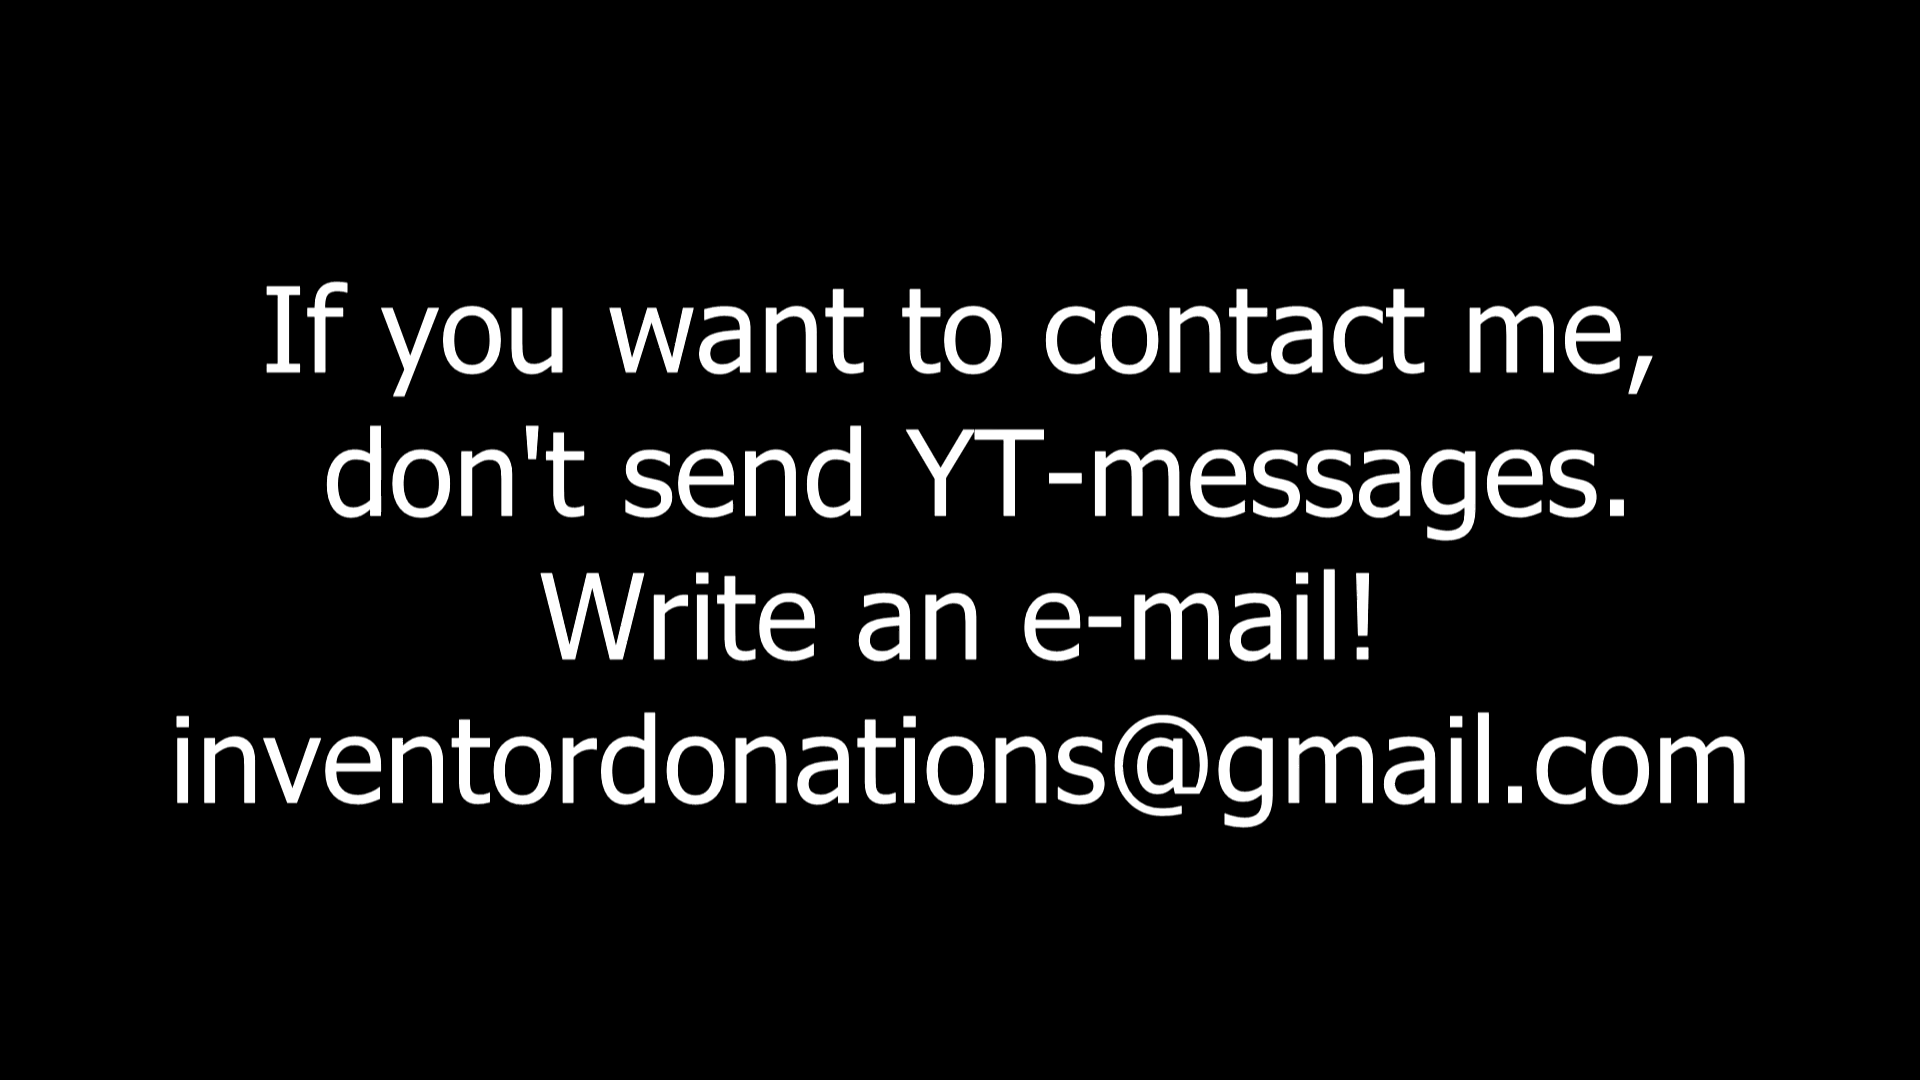 If you want to contact me,
don't send YT-messages.
Write an e-mail!
inventordonations@gmail.com